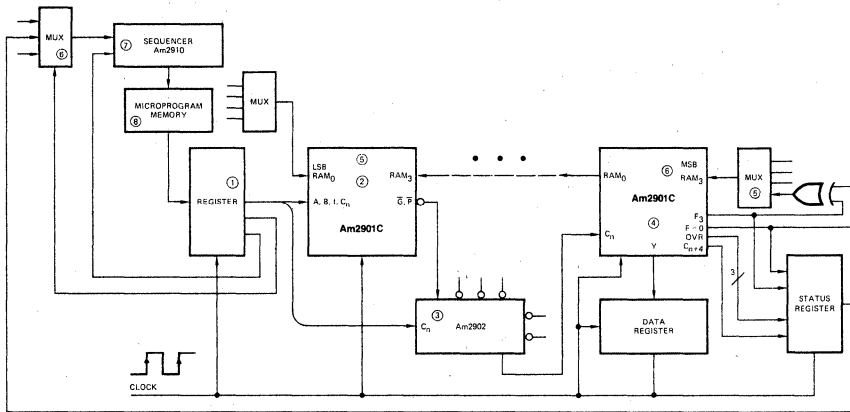 MUX
⑥
⑦
SEQUENCER
Am2910
MICROPROGRAM
MEMORY
⑧
MUX
①
REGISTER
⑤
LSB
RAM0
②
RAM3
A, B, I, Cn
G, P
Am2901C
• • •
⑥
MSB
RAM0
RAM3
Am2901C
④
F3
F = 0
OVR
Cn+4
Cn
Y
MUX
⑤
3
STATUS
REGISTER
③
Cn
Am2902
DATA
REGISTER
CLOCK